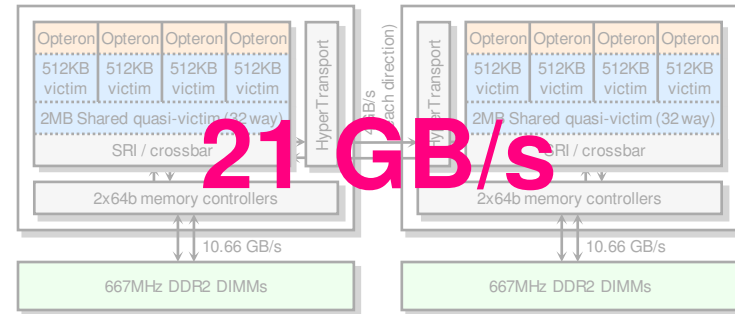 Opteron Opteron Opteron Opteron
512KB 512KB 512KB 512KB
victim victim victim victim
2MB Shared quasi-victim (32 way)
SRI / crossbar
HyperTransport
2x64b memory controllers
10.66 GB/s
667MHz DDR2 DIMMs
GB/s
each direction)
21 GB/s
HyperTransport
Opteron Opteron Opteron Opteron
512KB 512KB 512KB 512KB
victim victim victim victim
2MB Shared quasi-victim (32 way)
SRI / crossbar
2x64b memory controllers
10.66 GB/s
667MHz DDR2 DIMMs